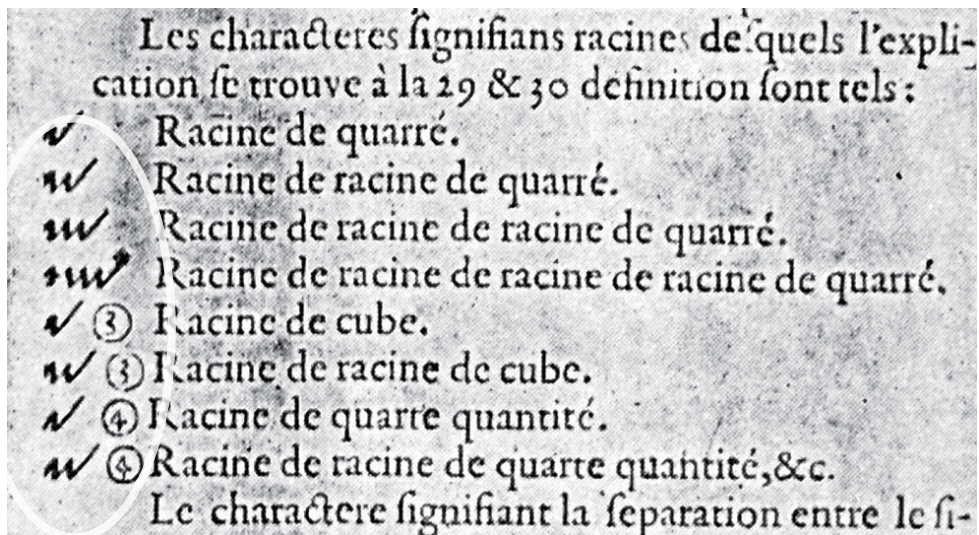 Les characteres ſignifians racines deſquels l'expli-
cation ſe trouve à la 29 & 30 definition ſont tels :
√ Racine de quarré.
Racine de racine de quarré.
Racine de racine de racine de quarré.
Racine de racine de racine de racine de quarré.
√ ③ Racine de cube.
③ Racine de racine de cube.
√ ④ Racine de quarte quantité.
④ Racine de racine de quarte quantité, &c.
Le charactere ſignifiant la ſeparation entre le ſi-